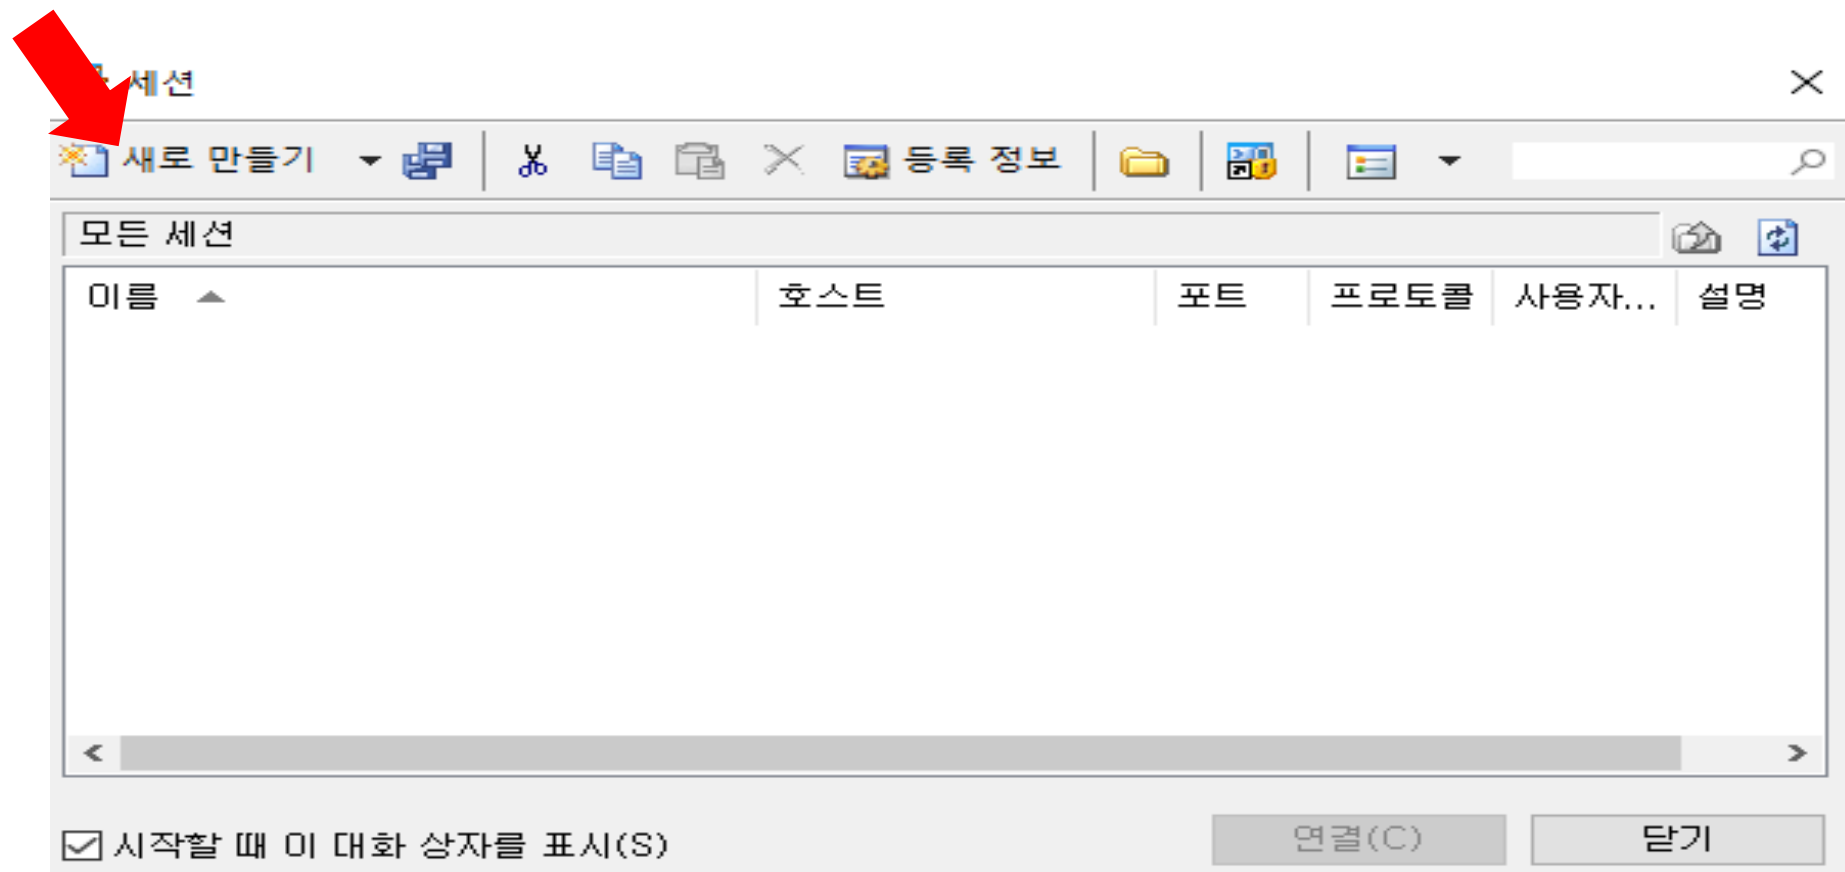 세션
새로 만들기 등록 정보
모든 세션
이름 호스트 포트 프로토콜 사용자... 설명
시작할 때 이 대화 상자를 표시(S) 연결(C) 닫기